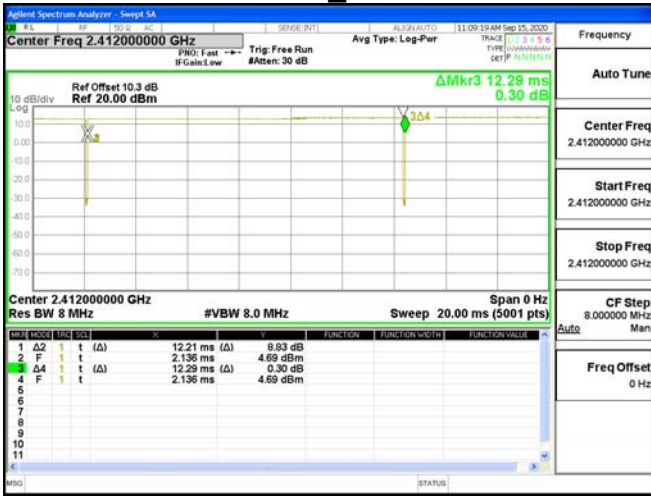 Agilent Spectrum Analyzer - Swept SA
RL RF 50 Ω AC SENSE:INT ALIGN AUTO 11:09:19 AM Sep 15, 2020
Center Freq 2.412000000 GHz
PNO: Fast
IFGain:Low
Trig: Free Run
#Atten: 30 dB
Avg Type: Log-Pwr
TRACE 1 2 3 4 5 6
TYPE
DET P N N N N N
Ref Offset 10.3 dB
Ref 20.00 dBm
10 dB/div
Log
ΔMkr3 12.29 ms
0.30 dB
10.0
0.00
-10.0
-20.0
-30.0
-40.0
-50.0
-60.0
-70.0
3Δ4
Center 2.412000000 GHz Span 0 Hz
Res BW 8 MHz #VBW 8.0 MHz Sweep 20.00 ms (5001 pts)
MKR MODE TRC SCL X Y FUNCTION FUNCTION WIDTH FUNCTION VALUE
1 Δ2 1 t (Δ) 12.21 ms (Δ) 8.83 dB
2 F 1 t 2.136 ms 4.69 dBm
3 Δ4 1 t (Δ) 12.29 ms (Δ) 0.30 dB
4 F 1 t 2.136 ms 4.69 dBm
5
6
7
8
9
10
11
MSG STATUS
Frequency
Auto Tune
Center Freq
2.412000000 GHz
Start Freq
2.412000000 GHz
Stop Freq
2.412000000 GHz
CF Step
8.000000 MHz
Auto Man
Freq Offset
0 Hz